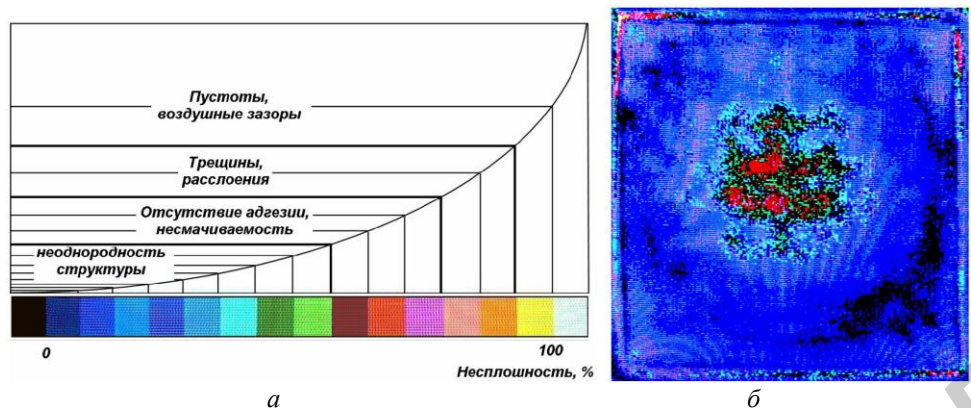 Пустоты,
воздушные зазоры
Трещины,
расслоения
Отсутствие адгезии,
несмачиваемость
неоднородность
структуры
0
100
Несплошность, %
а
б